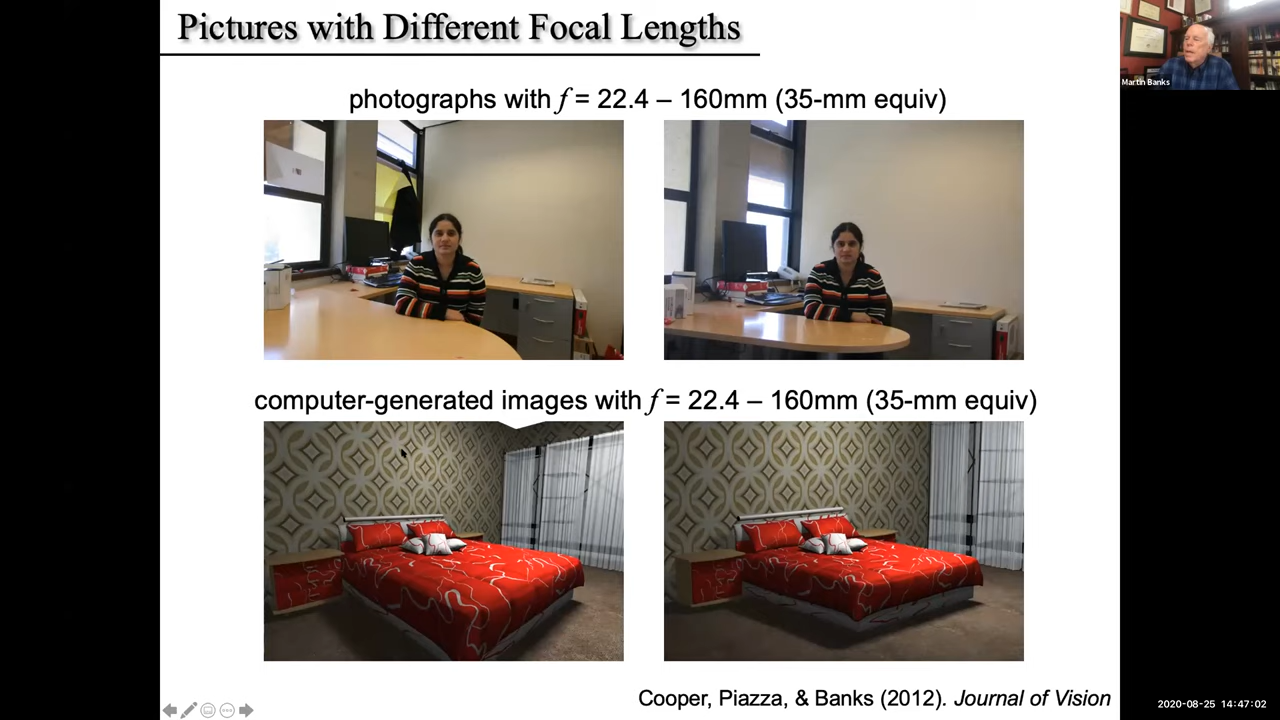 Pictures with Different Focal Lengths
photographs with f = 22.4 – 160mm (35-mm equiv)
computer-generated images with f = 22.4 – 160mm (35-mm equiv)
Cooper, Piazza, & Banks (2012). Journal of Vision
Martin Banks
2020-08-25 14:47:02